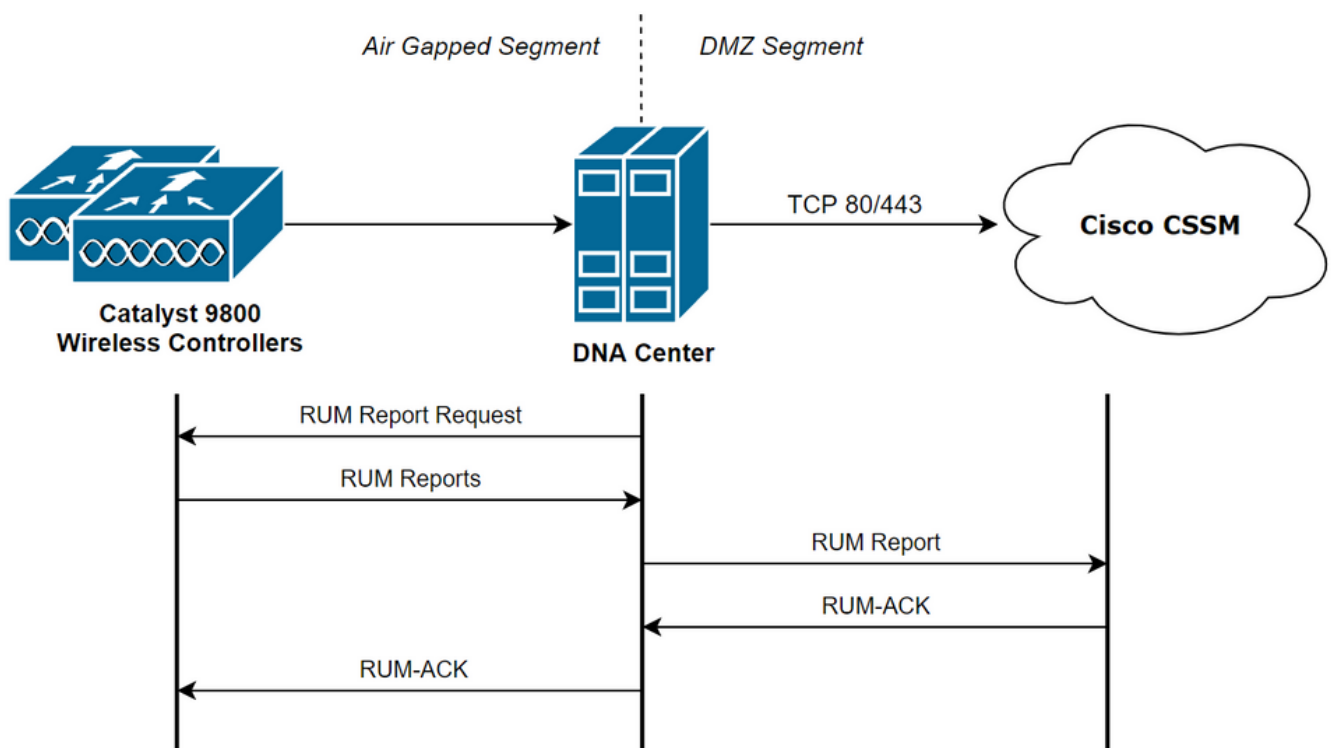 Air Gapped Segment
DMZ Segment
TCP 80/443
Cisco CSSM
Catalyst 9800
Wireless Controllers
DNA Center
RUM Report Request
RUM Reports
RUM Report
RUM-ACK
RUM-ACK